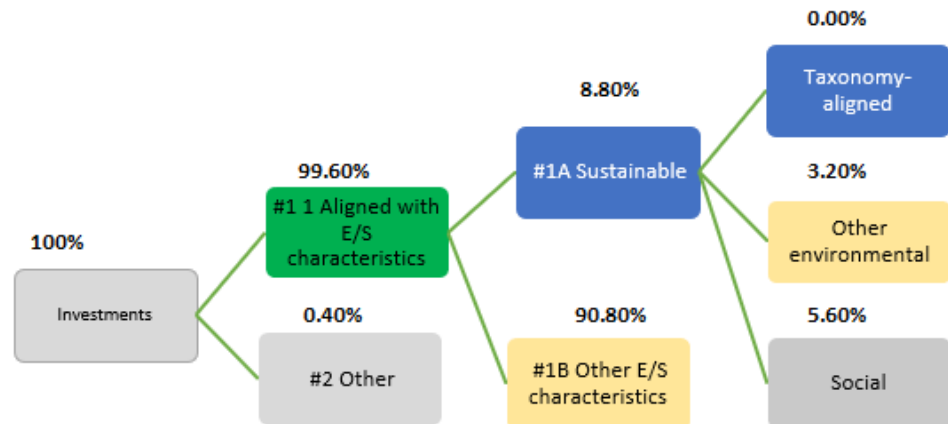 0.00%
Taxonomy-
aligned
8.80%
#1A Sustainable
99.60%
#1 1 Aligned with
E/S
characteristics
3.20%
Other
environmental
100%
Investments
0.40%
#2 Other
90.80%
#1B Other E/S
characteristics
5.60%
Social